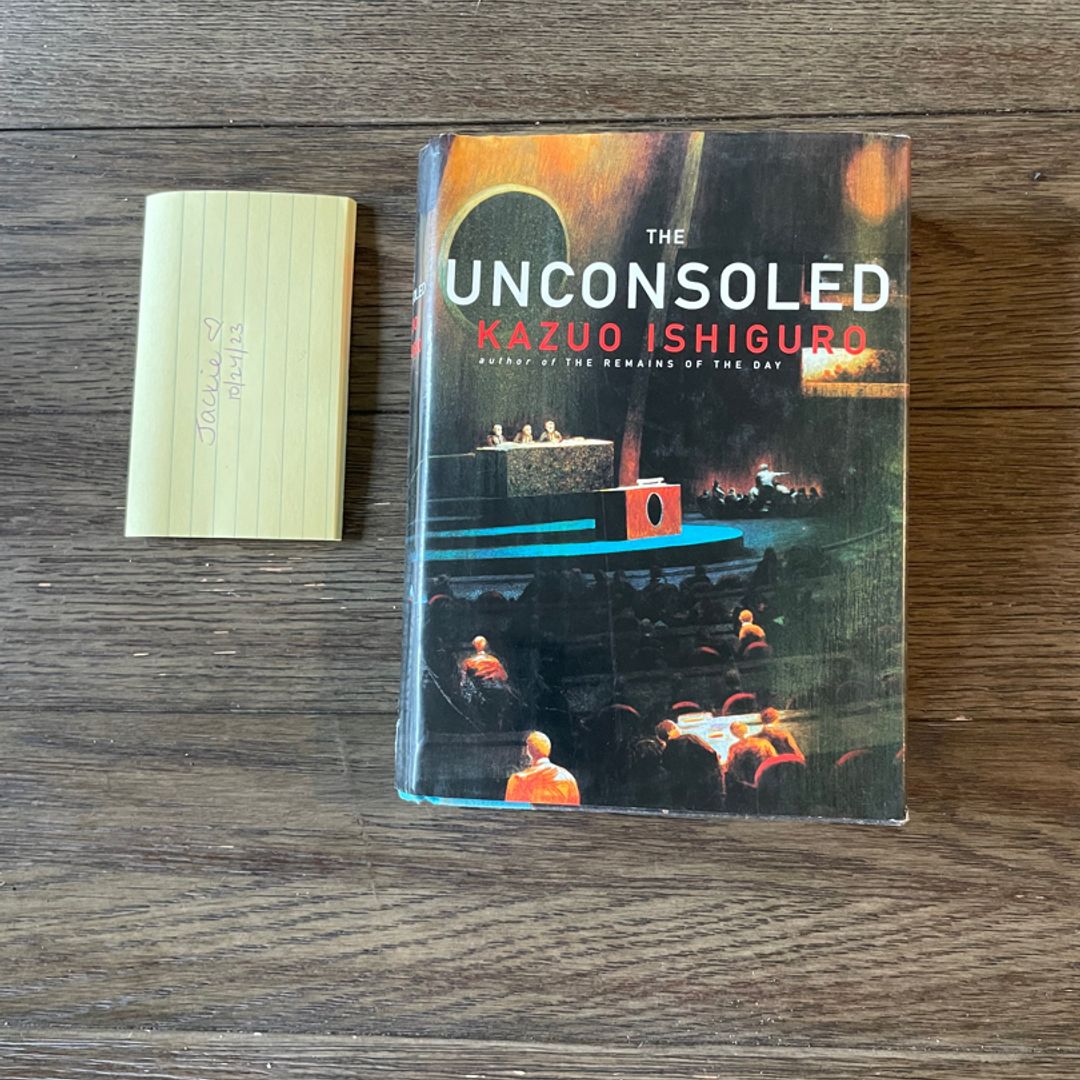 Jackie ♡
10/24/23
THE
UNCONSOLED
KAZUO ISHIGURO
author of THE REMAINS OF THE DAY